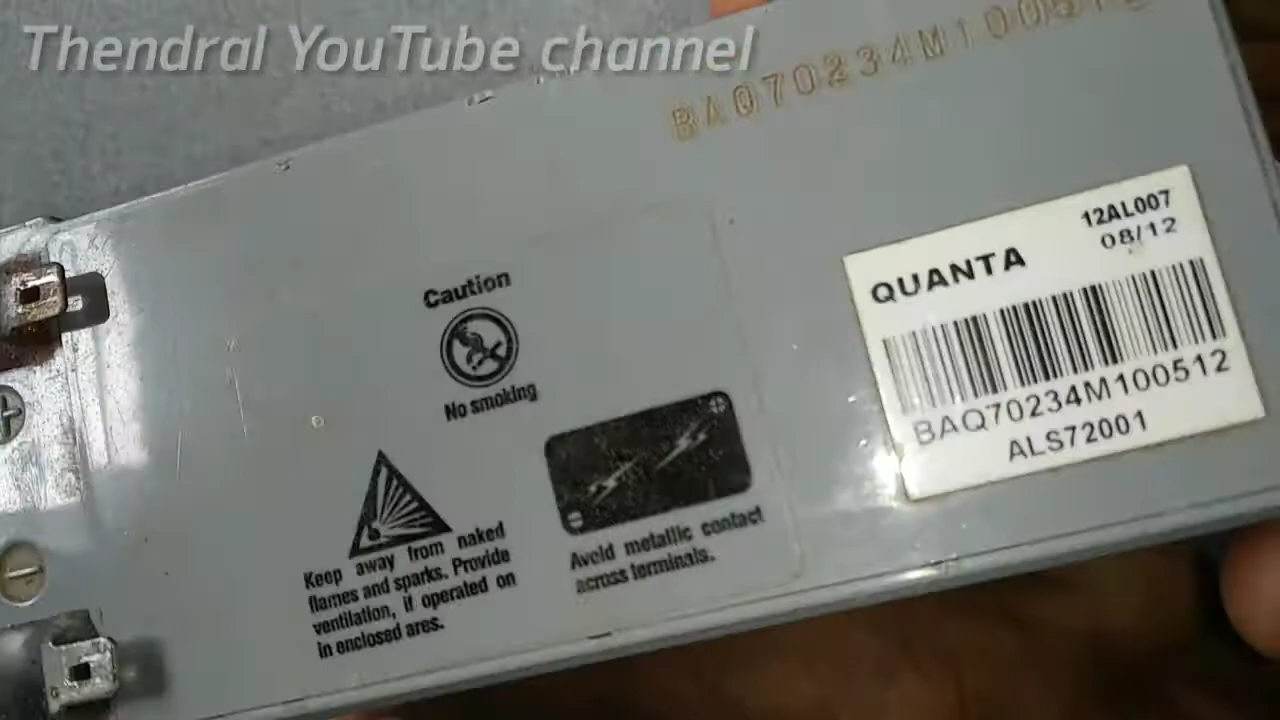 Thendral YouTube channel
BAQ70234M100512
12AL007
08/12
QUANTA
BAQ70234M100512
ALS72001
Caution
No smoking
Keep away from naked
flames and sparks. Provide
ventilation, if operated on
in enclosed ares.
Avoid metallic contact
across terminals.